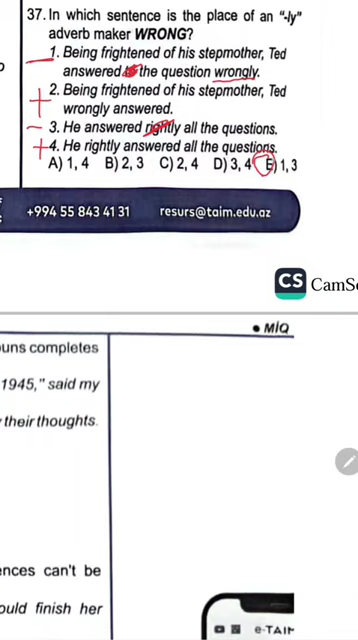 37. In which sentence is the place of an "-ly"
adverb maker WRONG?
1. Being frightened of his stepmother, Ted
answered the question wrongly.
2. Being frightened of his stepmother, Ted
wrongly answered.
3. He answered rightly all the questions.
4. He rightly answered all the questions.
A) 1, 4 B) 2, 3 C) 2, 4 D) 3, 4 E) 1, 3
+994 55 843 41 31 resurs@taim.edu.az
CS CamSc
• MİQ
uns completes
1945," said my
their thoughts.
ences can't be
ould finish her
e-TAIM